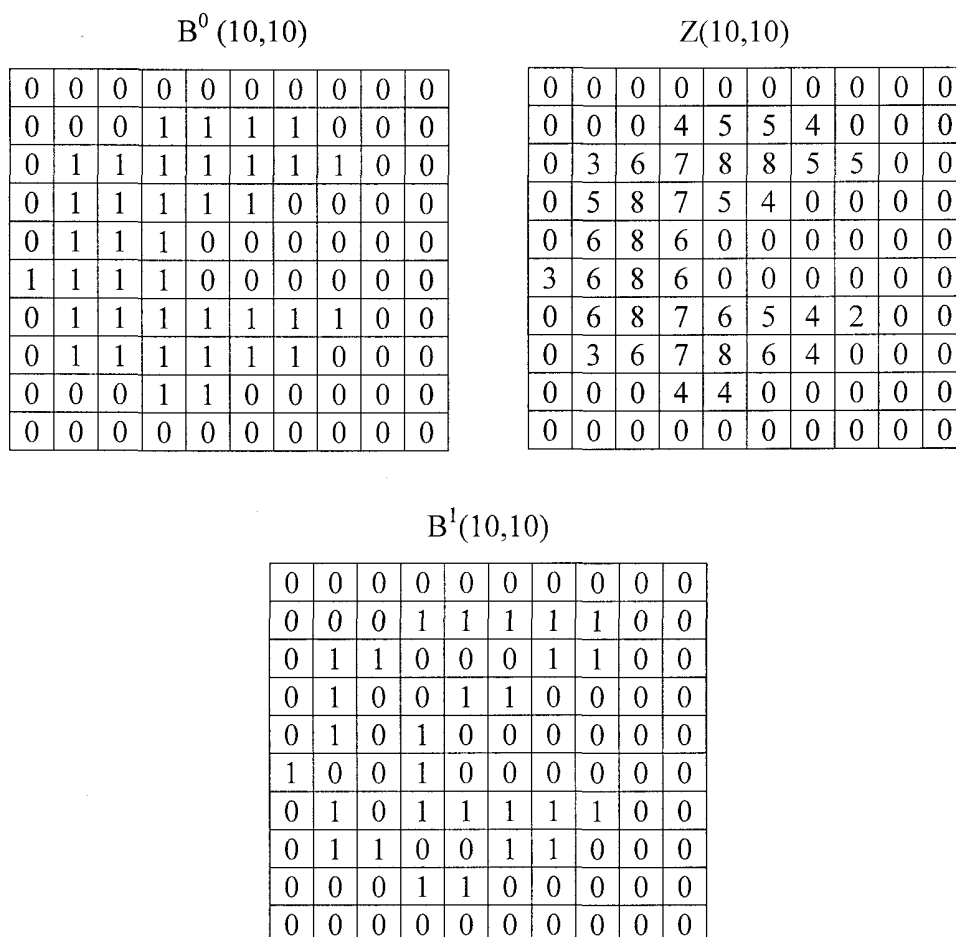 B⁰ (10,10)
0 0 0 0 0 0 0 0 0 0
0 0 0 1 1 1 1 0 0 0
0 1 1 1 1 1 1 1 0 0
0 1 1 1 1 1 0 0 0 0
0 1 1 1 0 0 0 0 0 0
1 1 1 1 0 0 0 0 0 0
0 1 1 1 1 1 1 1 0 0
0 1 1 1 1 1 1 0 0 0
0 0 0 1 1 0 0 0 0 0
0 0 0 0 0 0 0 0 0 0
Z(10,10)
0 0 0 0 0 0 0 0 0 0
0 0 0 4 5 5 4 0 0 0
0 3 6 7 8 8 5 5 0 0
0 5 8 7 5 4 0 0 0 0
0 6 8 6 0 0 0 0 0 0
3 6 8 6 0 0 0 0 0 0
0 6 8 7 6 5 4 2 0 0
0 3 6 7 8 6 4 0 0 0
0 0 0 4 4 0 0 0 0 0
0 0 0 0 0 0 0 0 0 0
B¹(10,10)
0 0 0 0 0 0 0 0 0 0
0 0 0 1 1 1 1 1 0 0
0 1 1 0 0 0 1 1 0 0
0 1 0 0 1 1 0 0 0 0
0 1 0 1 0 0 0 0 0 0
1 0 0 1 0 0 0 0 0 0
0 1 0 1 1 1 1 1 0 0
0 1 1 0 0 1 1 0 0 0
0 0 0 1 1 0 0 0 0 0
0 0 0 0 0 0 0 0 0 0